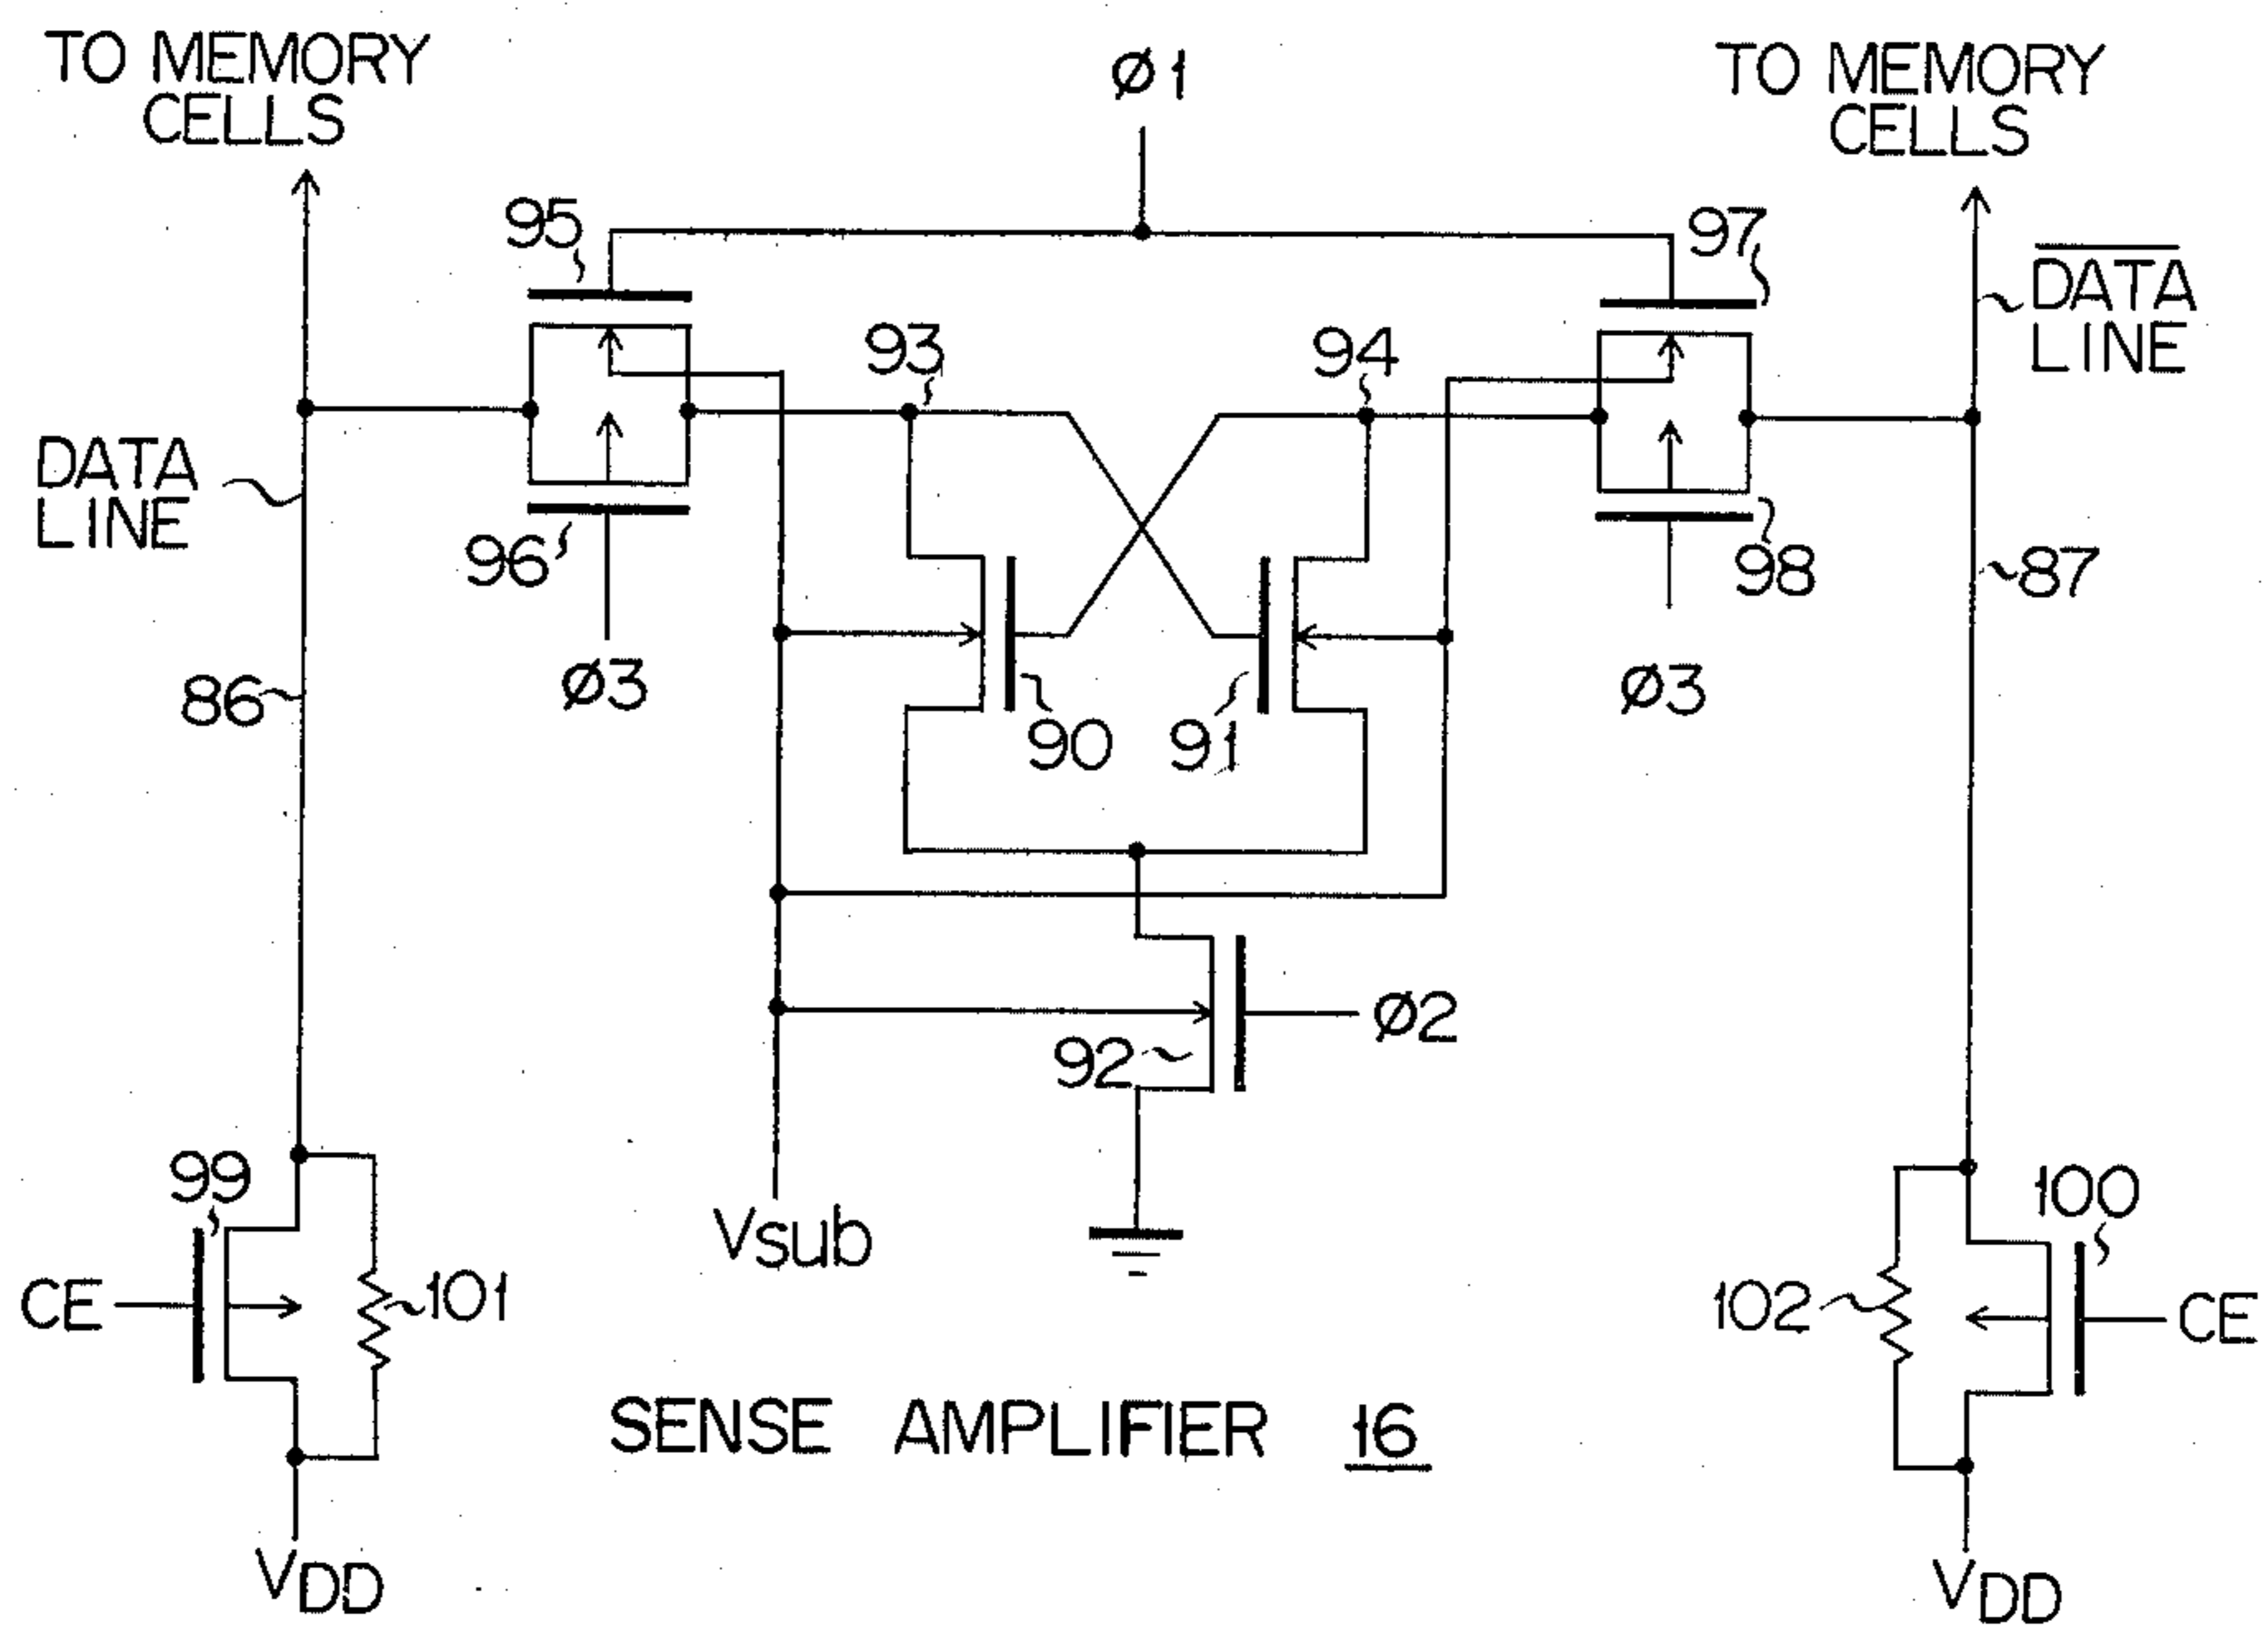 TO MEMORY
CELLS
Ø1
TO MEMORY
CELLS
95
97
DATA
LINE
93
94
DATA
LINE
96
98
87
Ø3
Ø3
86
90
91
Ø2
92
99
100
Vsub
CE
101
102
CE
SENSE AMPLIFIER 16
VDD
VDD